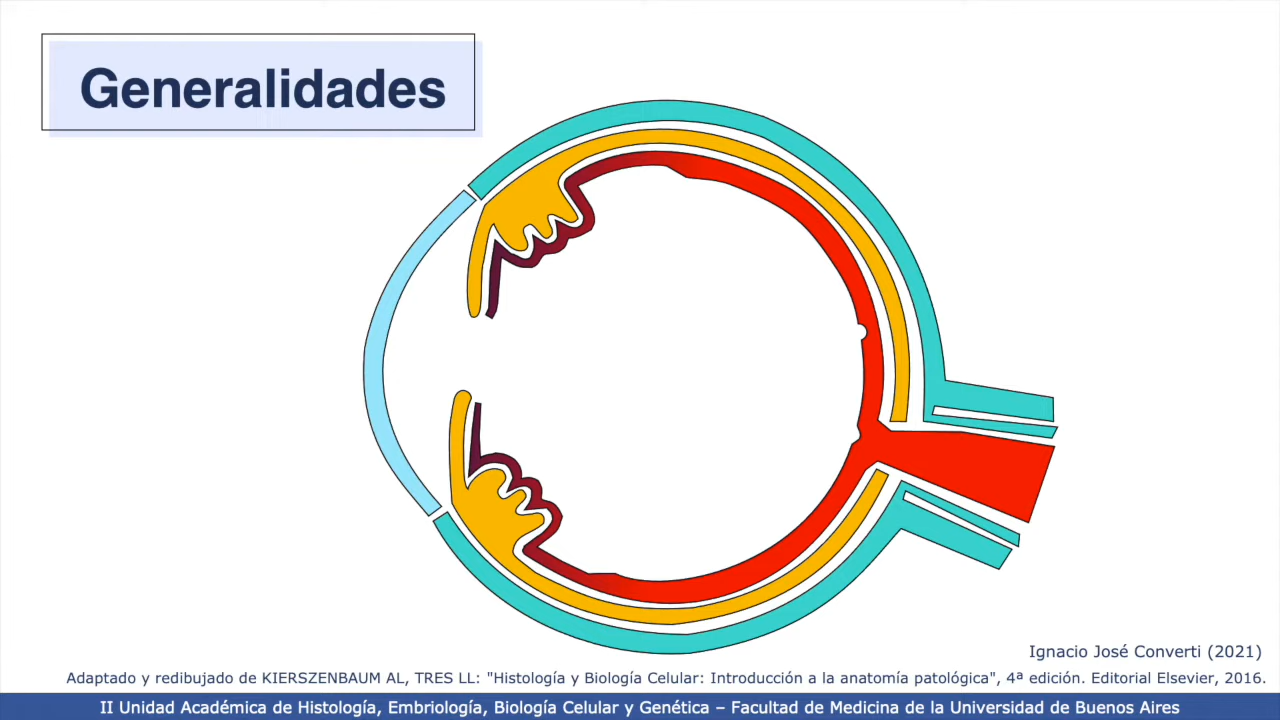 Generalidades
Ignacio José Converti (2021)
Adaptado y redibujado de KIERSZENBAUM AL, TRES LL: "Histología y Biología Celular: Introducción a la anatomía patológica", 4ª edición. Editorial Elsevier, 2016.
II Unidad Académica de Histología, Embriología, Biología Celular y Genética – Facultad de Medicina de la Universidad de Buenos Aires